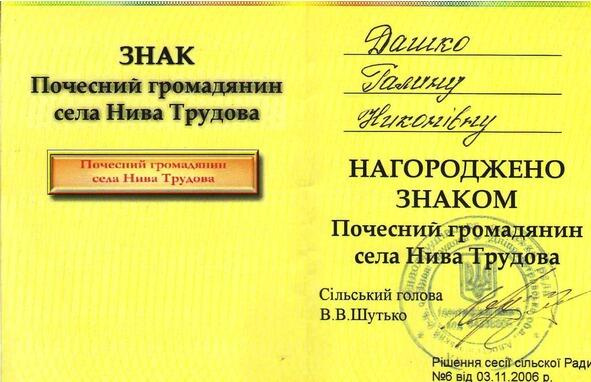 ЗНАК
Почесний громадянин
села Нива Трудова
Почесний громадянин
села Нива Трудова
Дашко
Галину
Никонівну
НАГОРОДЖЕНО
ЗНАКОМ
Почесний громадянин
села Нива Трудова
Сільський голова
В.В.Шутько
Рішення сесії сільскої Ради
№6 від 03.11.2006 р.